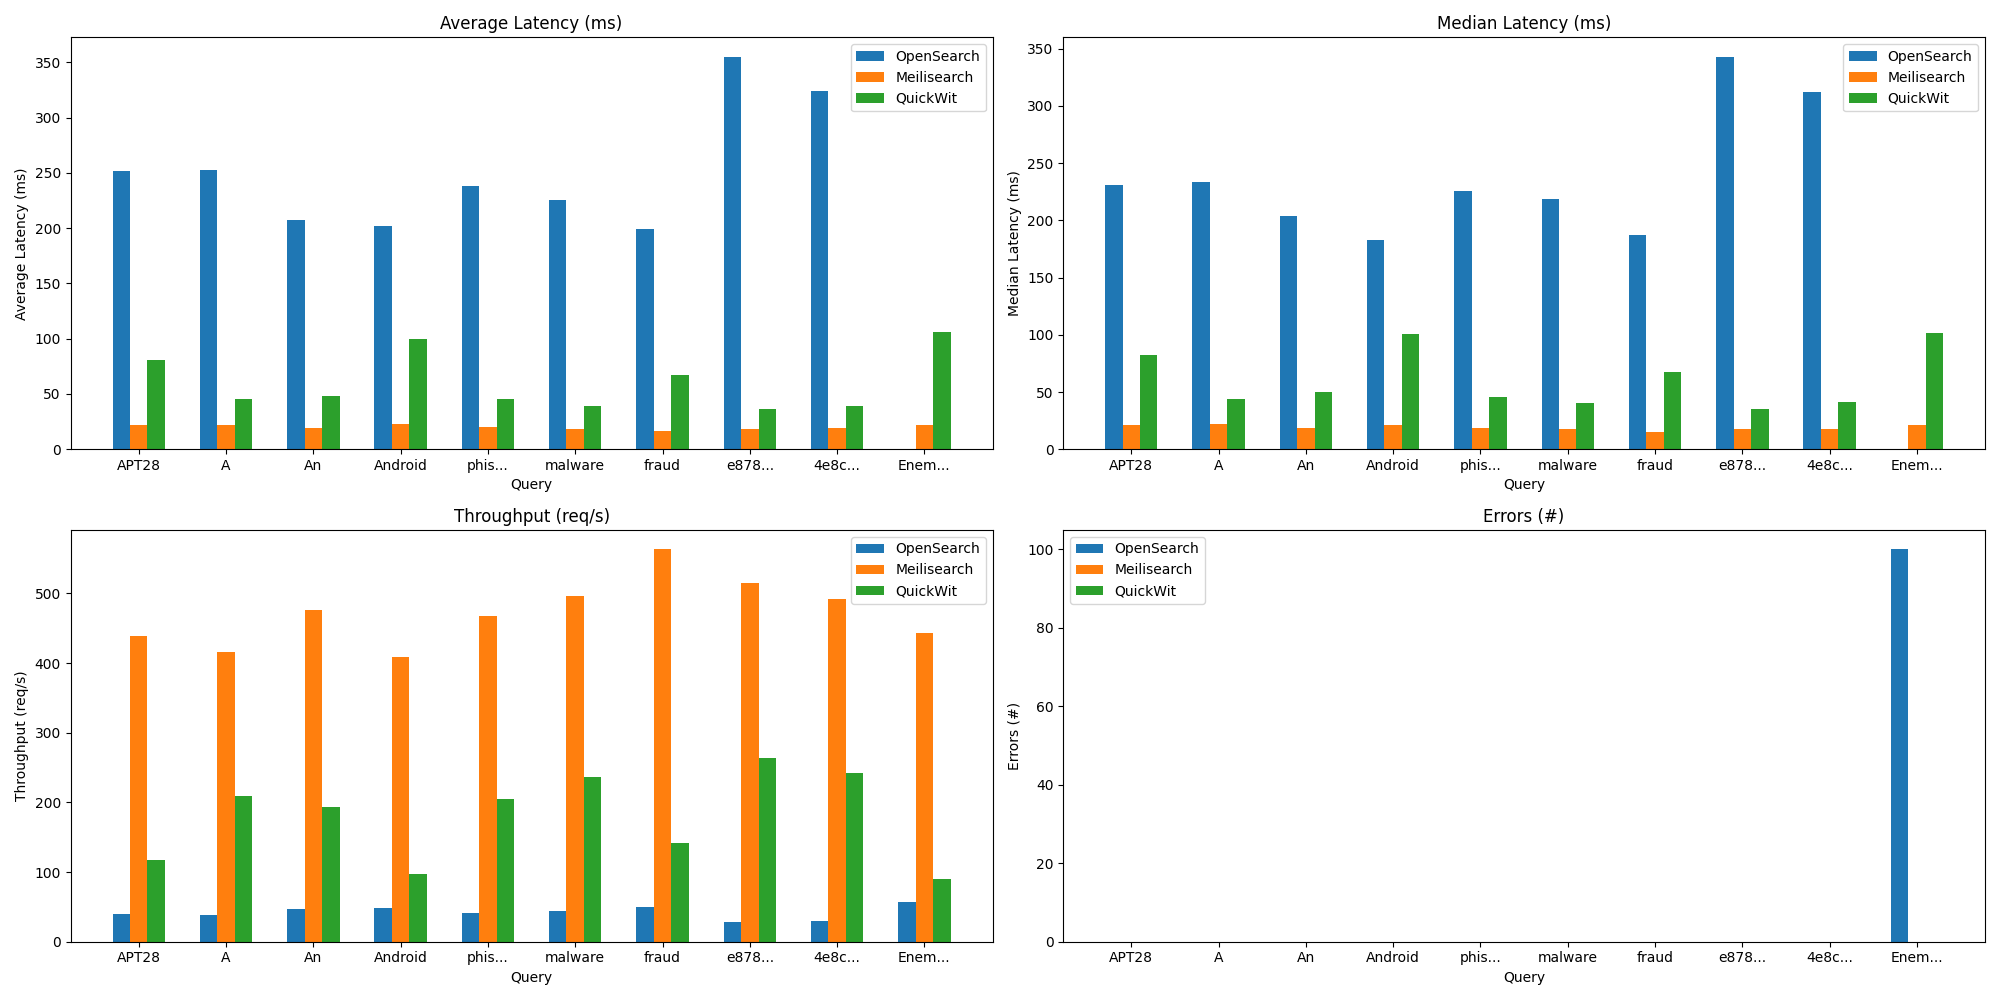 Average Latency (ms)
Average Latency (ms)
350
300
250
200
150
100
50
0
OpenSearch
Meilisearch
QuickWit
APT28 A An Android phis... malware fraud e878... 4e8c... Enem...
Query
Median Latency (ms)
Median Latency (ms)
350
300
250
200
150
100
50
0
OpenSearch
Meilisearch
QuickWit
APT28 A An Android phis... malware fraud e878... 4e8c... Enem...
Query
Throughput (req/s)
Throughput (req/s)
500
400
300
200
100
0
OpenSearch
Meilisearch
QuickWit
APT28 A An Android phis... malware fraud e878... 4e8c... Enem...
Query
Errors (#)
Errors (#)
100
80
60
40
20
0
OpenSearch
Meilisearch
QuickWit
APT28 A An Android phis... malware fraud e878... 4e8c... Enem...
Query